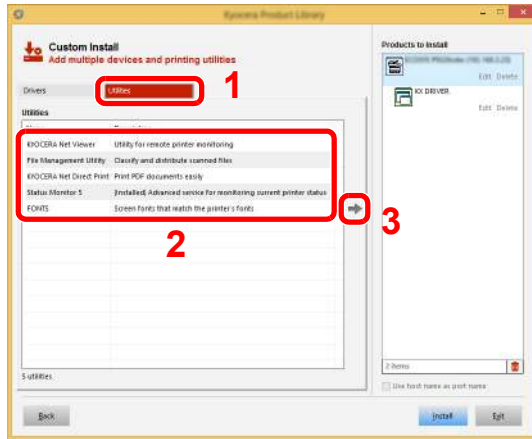 Kyocera Product Library
Custom Install
Add multiple devices and printing utilities
Products to Install
Edit Delete
KX DRIVER
Edit Delete
Drivers
Utilities
1
Utilities
KYOCERA Net Viewer Utility for remote printer monitoring
File Management Utility Classify and distribute scanned files
KYOCERA Net Direct Print Print PDF documents easily
Status Monitor 5 [Installed] Advanced service for monitoring current printer status
FONTS Screen fonts that match the printer's fonts
2
3
5 utilities
2 items
Use host name as port name
Back
Install
Exit